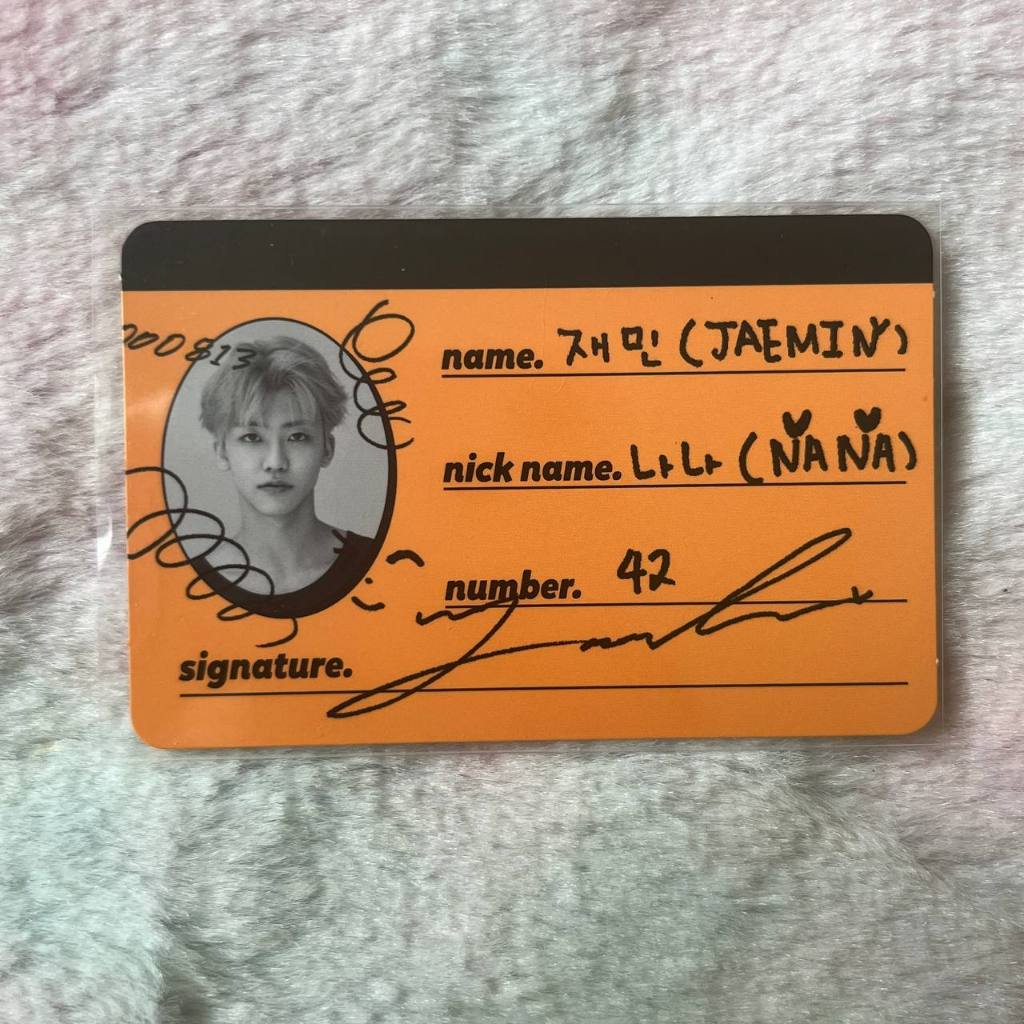 000813
name. 재민 (JAEMIN)
nick name. 나나 (NANA)
number. 42
signature.